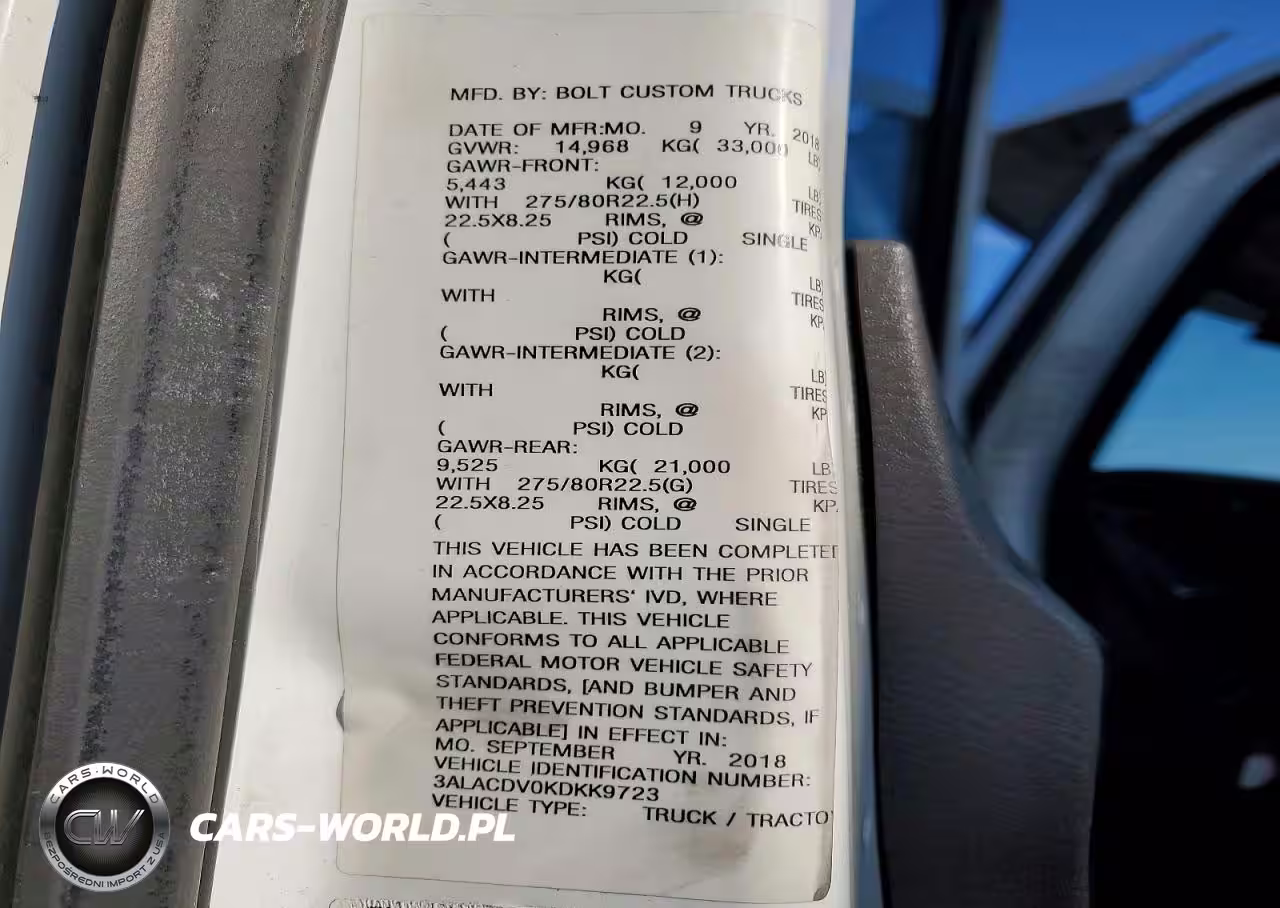 MFD. BY: BOLT CUSTOM TRUCKS
DATE OF MFR:MO. 9 YR. 2018
GVWR: 14,968 KG( 33,000 LB)
GAWR-FRONT:
5,443 KG( 12,000 LB)
WITH 275/80R22.5(H) TIRES
22.5X8.25 RIMS, @ KP
( PSI) COLD SINGLE
GAWR-INTERMEDIATE (1):
KG( LB)
WITH TIRES
RIMS, @ KP
( PSI) COLD
GAWR-INTERMEDIATE (2):
KG( LB)
WITH TIRES
RIMS, @ KP
( PSI) COLD
GAWR-REAR:
9,525 KG( 21,000 LB
WITH 275/80R22.5(G) TIRES
22.5X8.25 RIMS, @ KP
( PSI) COLD SINGLE
THIS VEHICLE HAS BEEN COMPLETED
IN ACCORDANCE WITH THE PRIOR
MANUFACTURERS' IVD, WHERE
APPLICABLE. THIS VEHICLE
CONFORMS TO ALL APPLICABLE
FEDERAL MOTOR VEHICLE SAFETY
STANDARDS, [AND BUMPER AND
THEFT PREVENTION STANDARDS, IF
APPLICABLE] IN EFFECT IN:
MO. SEPTEMBER YR. 2018
VEHICLE IDENTIFICATION NUMBER:
3ALACDV0KDKK9723
VEHICLE TYPE: TRUCK / TRACTO
CARS-WORLD
CW
BEZPOŚREDNI IMPORT Z USA
CARS-WORLD.PL